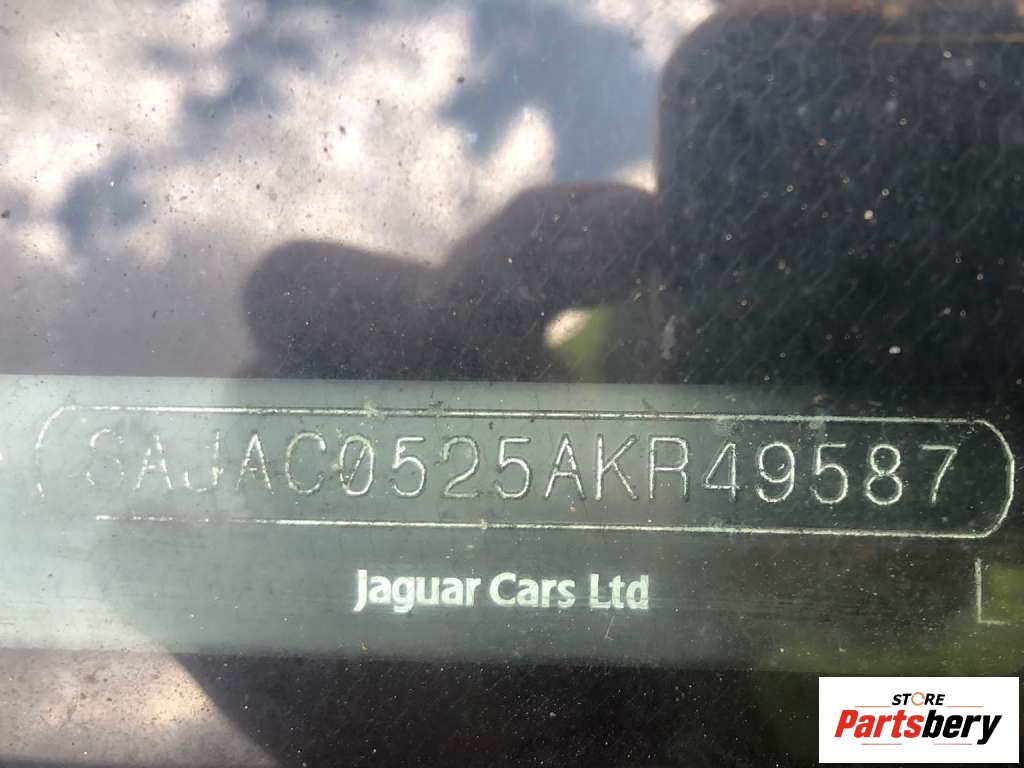 SAJAC0525AKR49587
Jaguar Cars Ltd
L
STORE
Partsbery